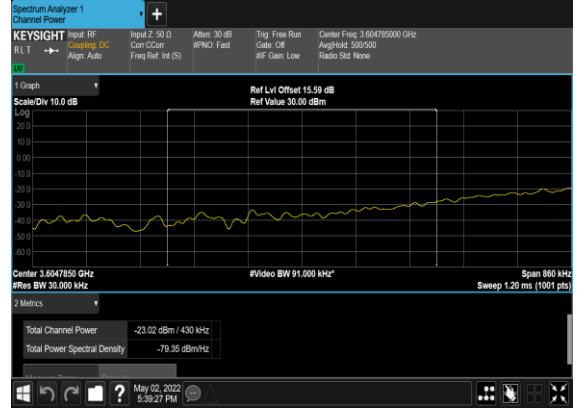 Spectrum Analyzer 1
Channel Power
KEYSIGHT
RLT
Input: RF
Coupling: DC
Align: Auto
Input Z: 50 Ω
Corr CCorr
Freq Ref: Int (S)
Atten: 30 dB
#PNO: Fast
Trig: Free Run
Gate: Off
#IF Gain: Low
Center Freq: 3.604785000 GHz
Avg|Hold: 500/500
Radio Std: None
1 Graph
Scale/Div 10.0 dB
Ref Lvl Offset 15.59 dB
Ref Value 30.00 dBm
Log
20.0
10.0
0.00
-10.0
-20.0
-30.0
-40.0
-50.0
-60.0
Center 3.6047850 GHz
#Res BW 30.000 kHz
#Video BW 91.000 kHz*
Span 860 kHz
Sweep 1.20 ms (1001 pts)
2 Metrics
Total Channel Power -23.02 dBm / 430 kHz
Total Power Spectral Density -79.35 dBm/Hz
May 02, 2022
5:39:27 PM